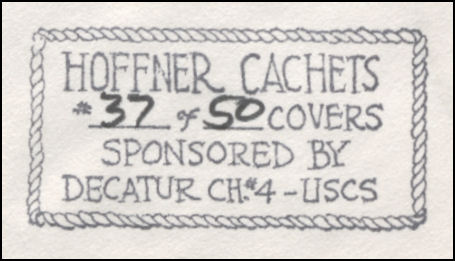 HOFFNER CACHETS
# 37 of 50 COVERS
SPONSORED BY
DECATUR CH.#4 - USCS